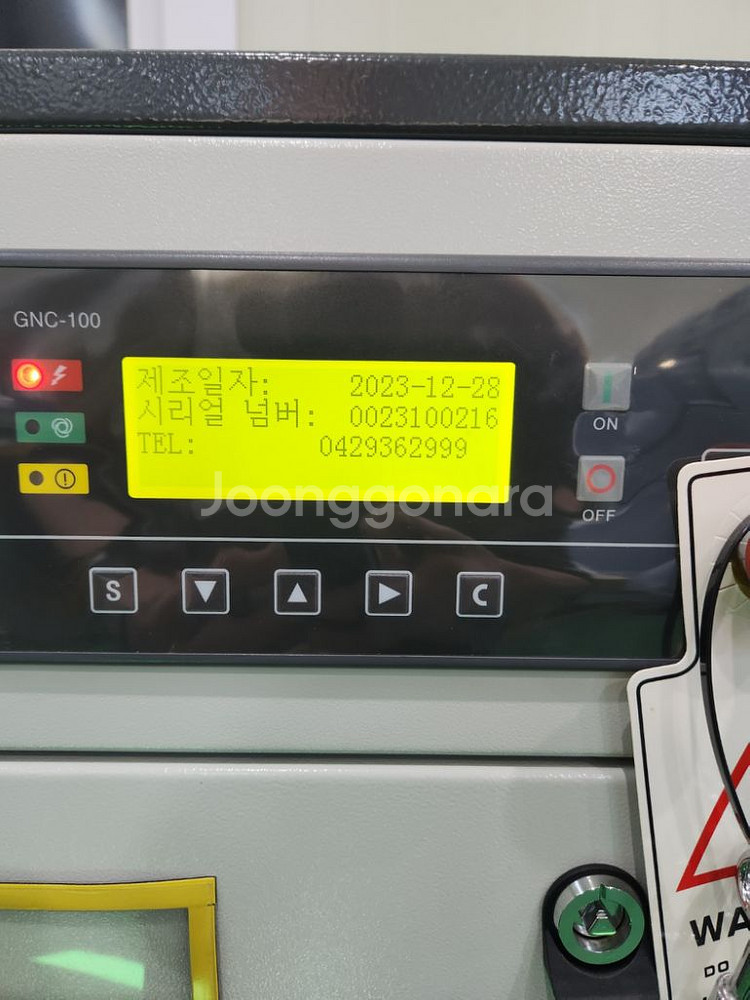 GNC-100
제조일자: 2023-12-28
시리얼 넘버: 0023100216
TEL: 0429362999
ON
OFF
Joonggonara
S
C
WA
DO